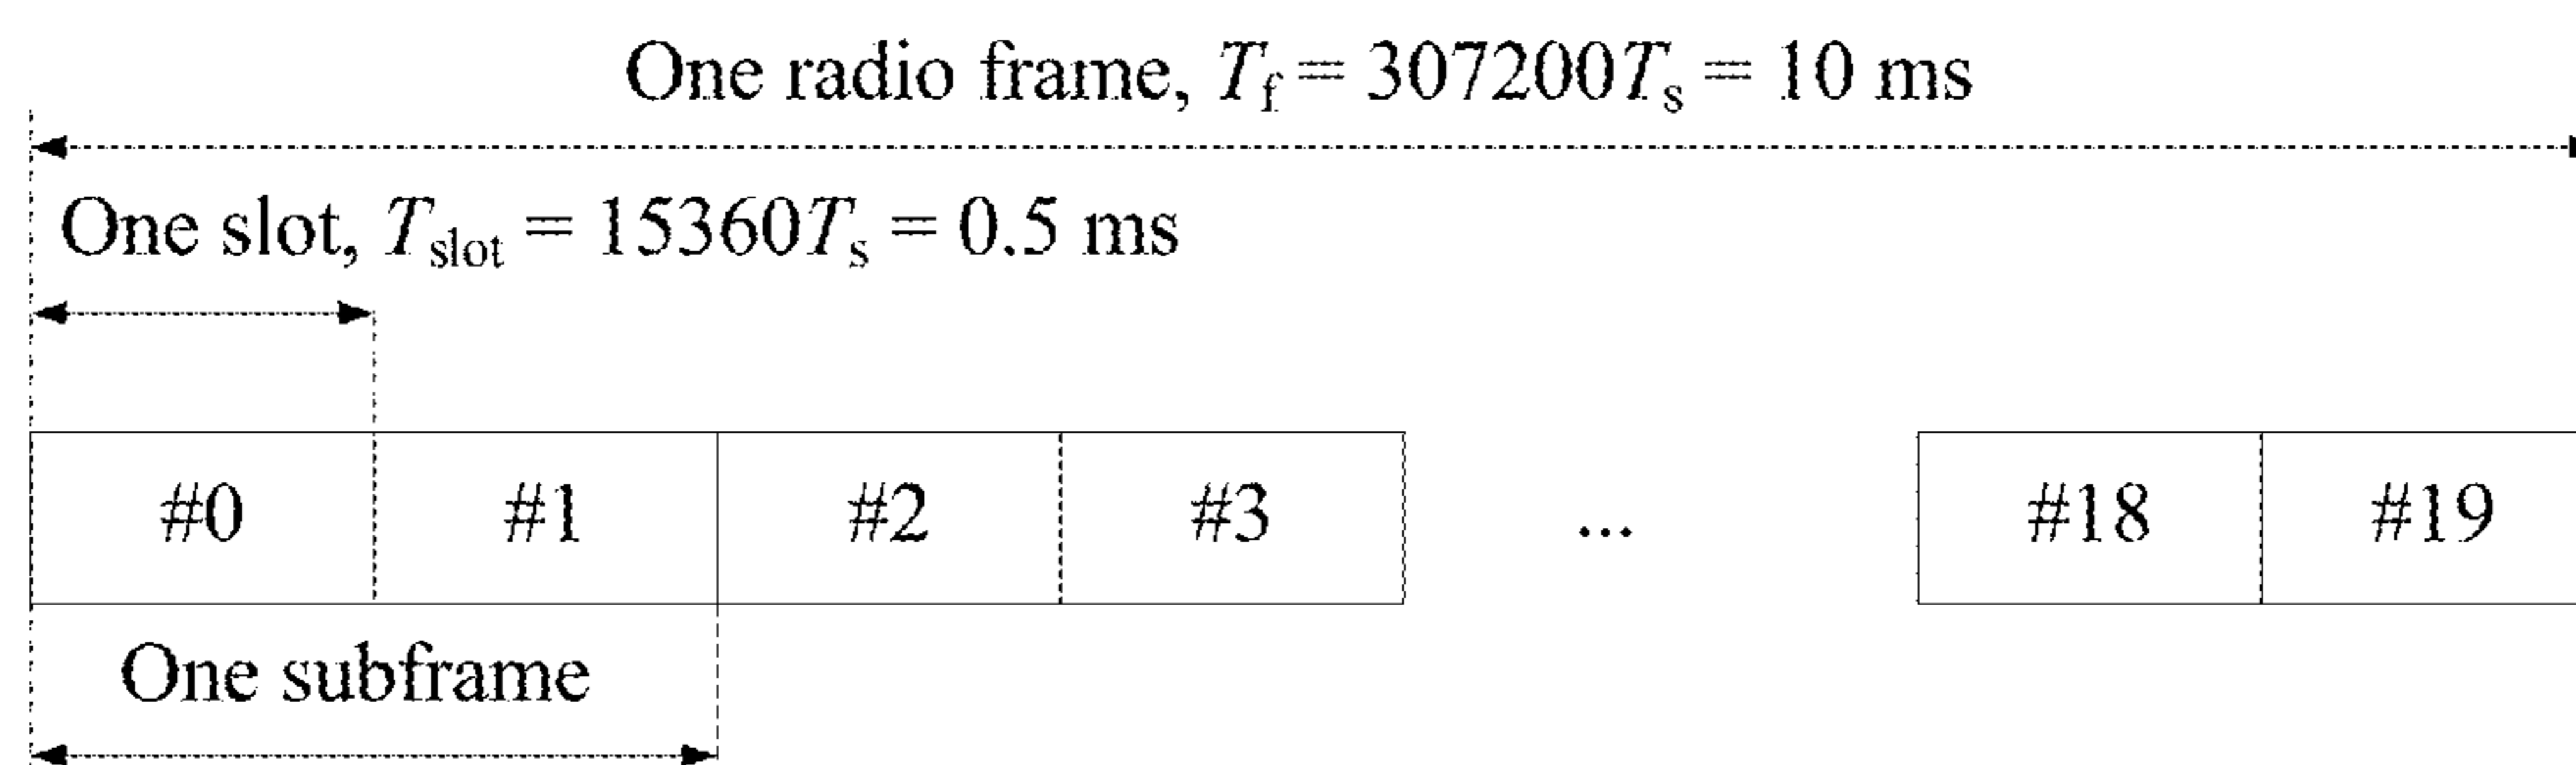 One radio frame, Tf = 307200Ts = 10 ms
One slot, Tslot = 15360Ts = 0.5 ms
#0 #1 #2 #3 ... #18 #19
One subframe